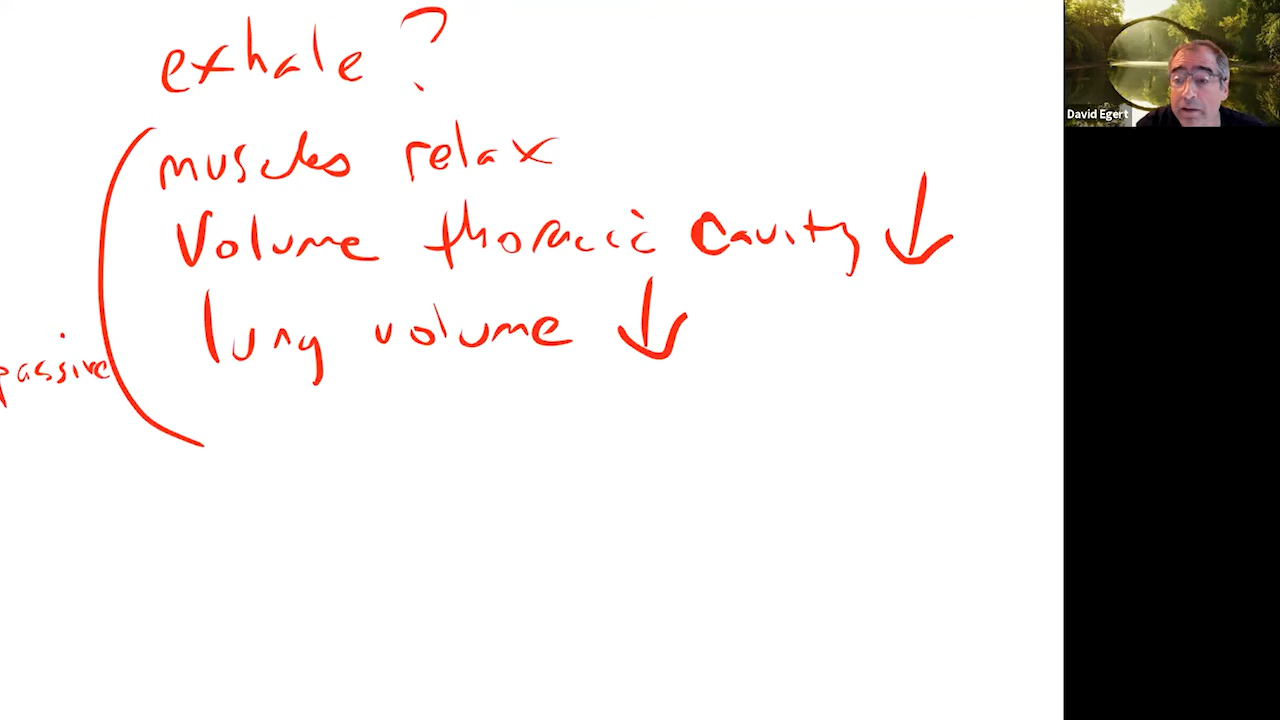 exhale ?
David Egert
muscles relax
Volume thoracic cavity ↓
lung volume ↓
passive